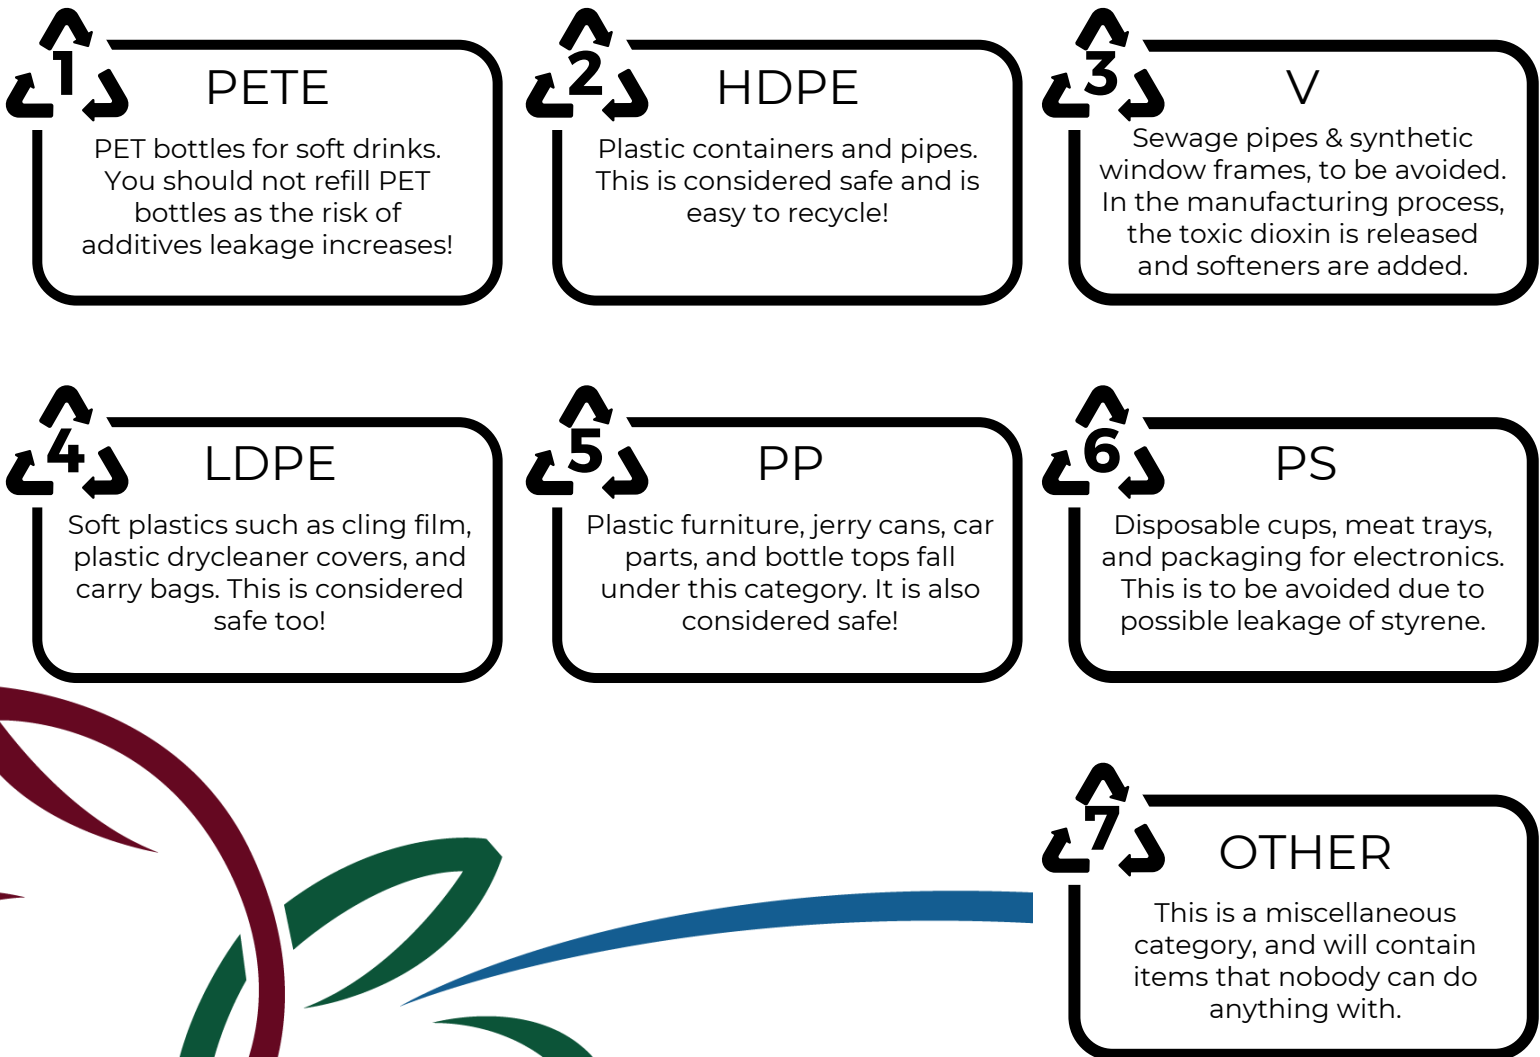 1
PETE
PET bottles for soft drinks.
You should not refill PET
bottles as the risk of
additives leakage increases!
2
HDPE
Plastic containers and pipes.
This is considered safe and is
easy to recycle!
3
V
Sewage pipes & synthetic
window frames, to be avoided.
In the manufacturing process,
the toxic dioxin is released
and softeners are added.
4
LDPE
Soft plastics such as cling film,
plastic drycleaner covers, and
carry bags. This is considered
safe too!
5
PP
Plastic furniture, jerry cans, car
parts, and bottle tops fall
under this category. It is also
considered safe!
6
PS
Disposable cups, meat trays,
and packaging for electronics.
This is to be avoided due to
possible leakage of styrene.
7
OTHER
This is a miscellaneous
category, and will contain
items that nobody can do
anything with.